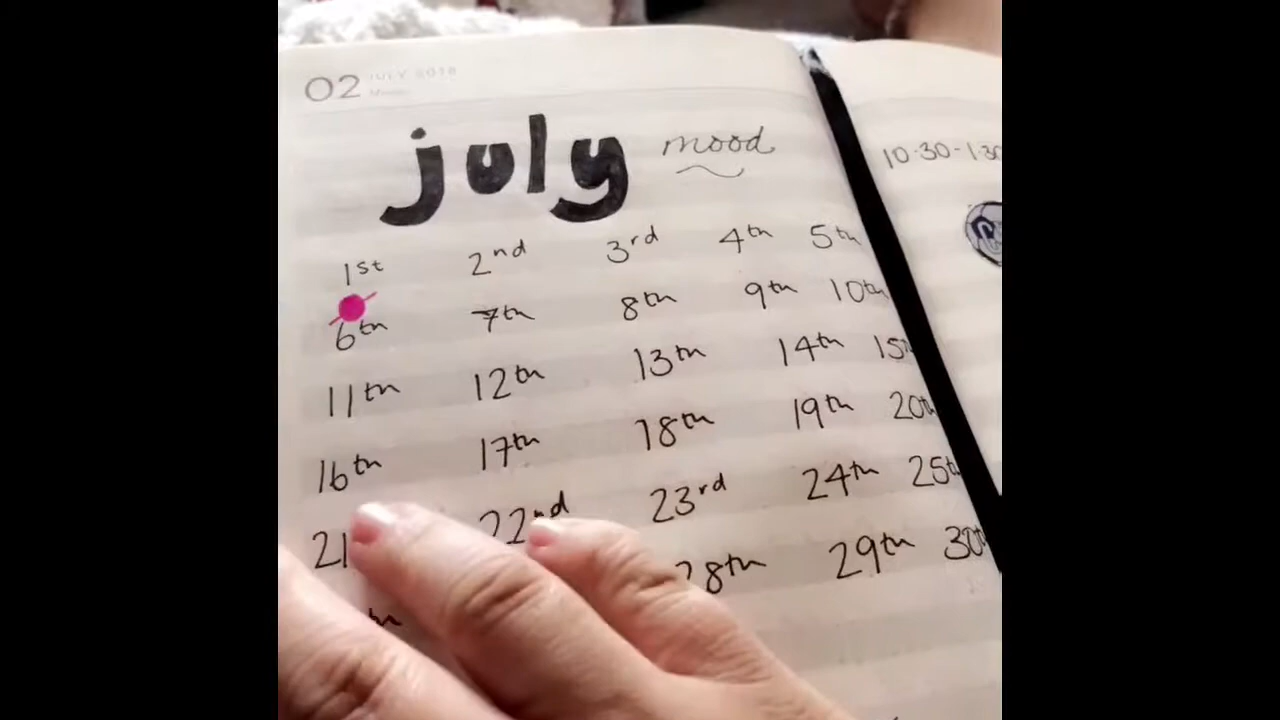 02 JULY 2018
july mood
1st 2nd 3rd 4th 5th
6th 7th 8th 9th 10th
11th 12th 13th 14th 15th
16th 17th 18th 19th 20th
21 22nd 23rd 24th 25th
28th 29th 30th
10·30-1·30